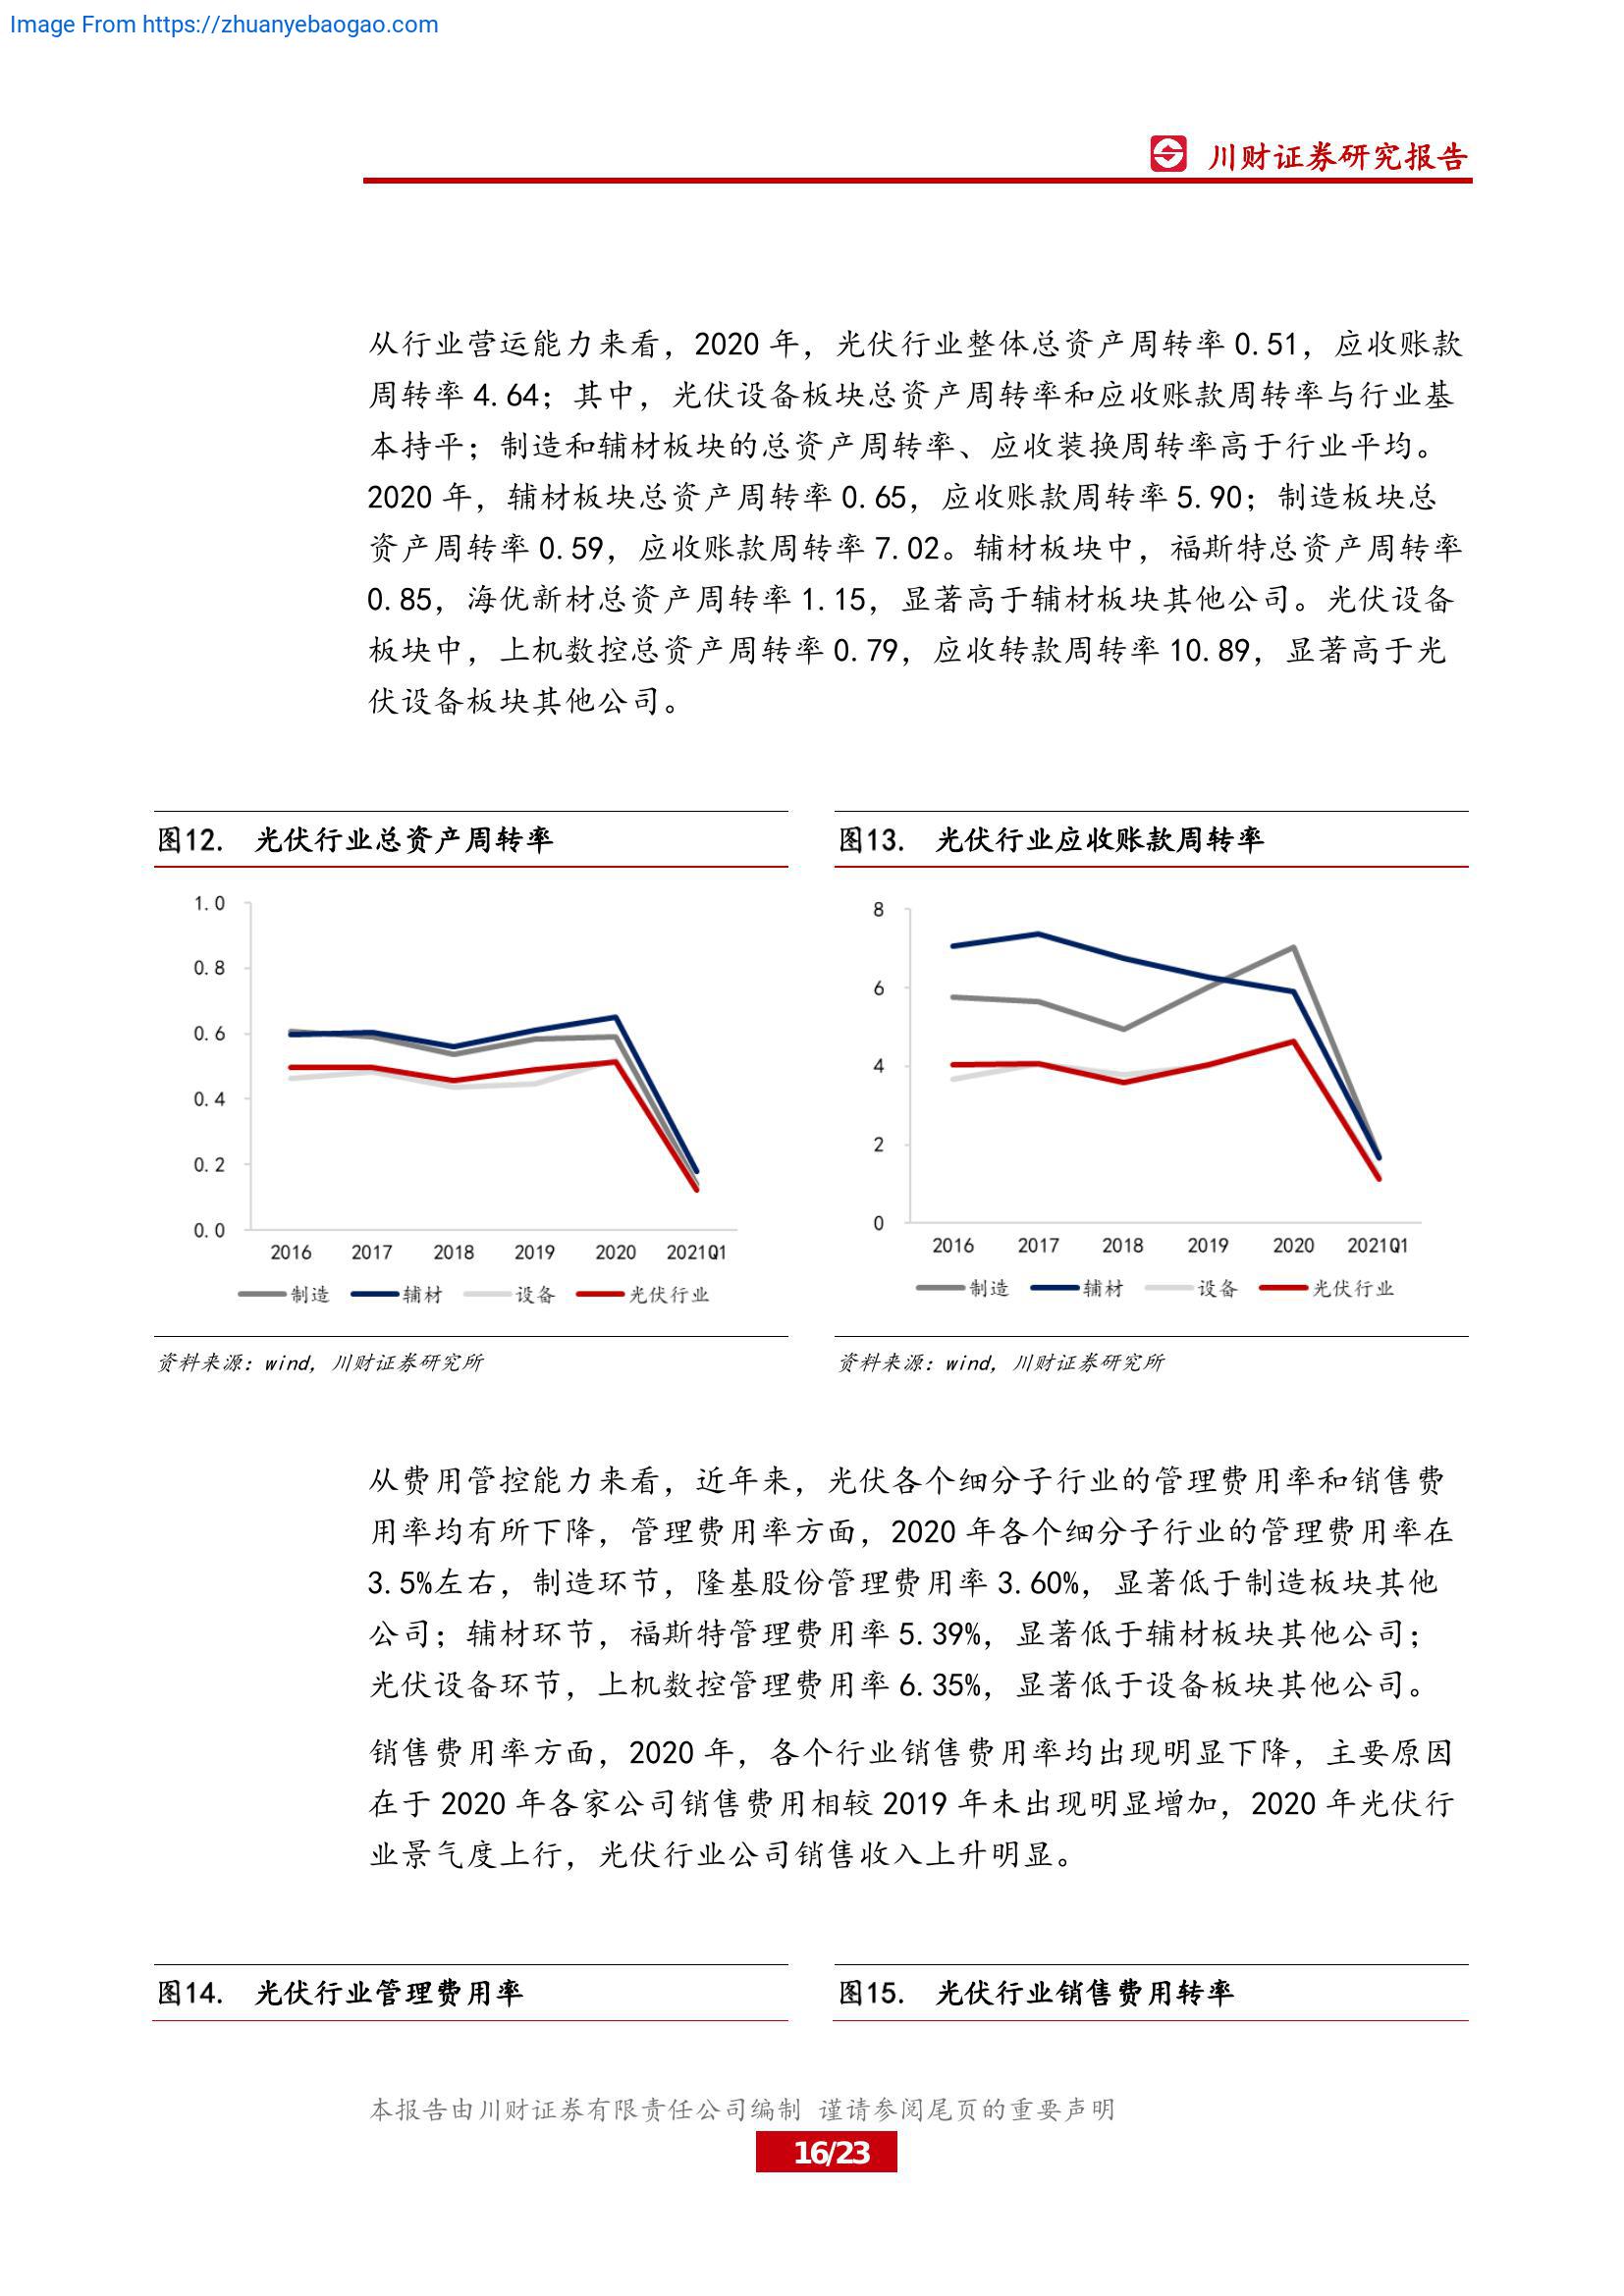 Image From https://zhuanyebaogao.com
川财证券研究报告
从行业营运能力来看，2020 年，光伏行业整体总资产周转率 0.51，应收账款
周转率 4.64；其中，光伏设备板块总资产周转率和应收账款周转率与行业基
本持平；制造和辅材板块的总资产周转率、应收装换周转率高于行业平均。
2020 年，辅材板块总资产周转率 0.65，应收账款周转率 5.90；制造板块总
资产周转率 0.59，应收账款周转率 7.02。辅材板块中，福斯特总资产周转率
0.85，海优新材总资产周转率 1.15，显著高于辅材板块其他公司。光伏设备
板块中，上机数控总资产周转率 0.79，应收转款周转率 10.89，显著高于光
伏设备板块其他公司。
图12. 光伏行业总资产周转率
1.0
0.8
0.6
0.4
0.2
0.0
2016 2017 2018 2019 2020 2021Q1
制造 辅材 设备 光伏行业
资料来源：wind，川财证券研究所
图13. 光伏行业应收账款周转率
8
6
4
2
0
2016 2017 2018 2019 2020 2021Q1
制造 辅材 设备 光伏行业
资料来源：wind，川财证券研究所
从费用管控能力来看，近年来，光伏各个细分子行业的管理费用率和销售费
用率均有所下降，管理费用率方面，2020 年各个细分子行业的管理费用率在
3.5%左右，制造环节，隆基股份管理费用率 3.60%，显著低于制造板块其他
公司；辅材环节，福斯特管理费用率 5.39%，显著低于辅材板块其他公司；
光伏设备环节，上机数控管理费用率 6.35%，显著低于设备板块其他公司。
销售费用率方面，2020 年，各个行业销售费用率均出现明显下降，主要原因
在于 2020 年各家公司销售费用相较 2019 年未出现明显增加，2020 年光伏行
业景气度上行，光伏行业公司销售收入上升明显。
图14. 光伏行业管理费用率
图15. 光伏行业销售费用转率
本报告由川财证券有限责任公司编制 谨请参阅尾页的重要声明
16/23